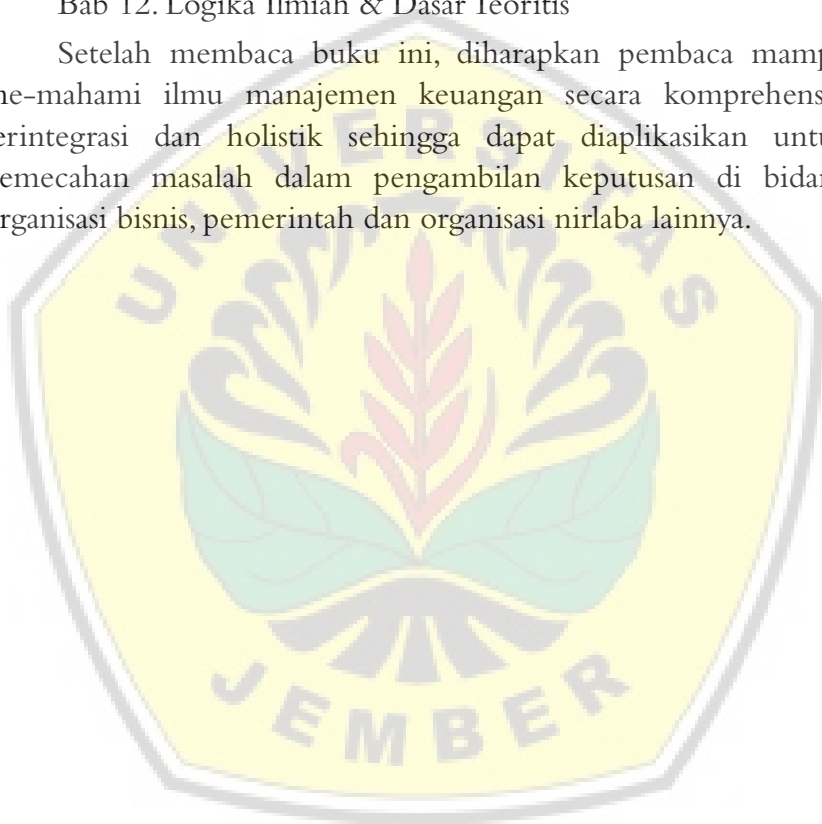 Bab 12. Logika Ilmiah & Dasar Teoritis
Setelah membaca buku ini, diharapkan pembaca mamp
me-mahami ilmu manajemen keuangan secara komprehens
erintegrasi dan holistik sehingga dapat diaplikasikan untu
emecahan masalah dalam pengambilan keputusan di bidan
rganisasi bisnis, pemerintah dan organisasi nirlaba lainnya.
UNIVERSITAS
JEMBER